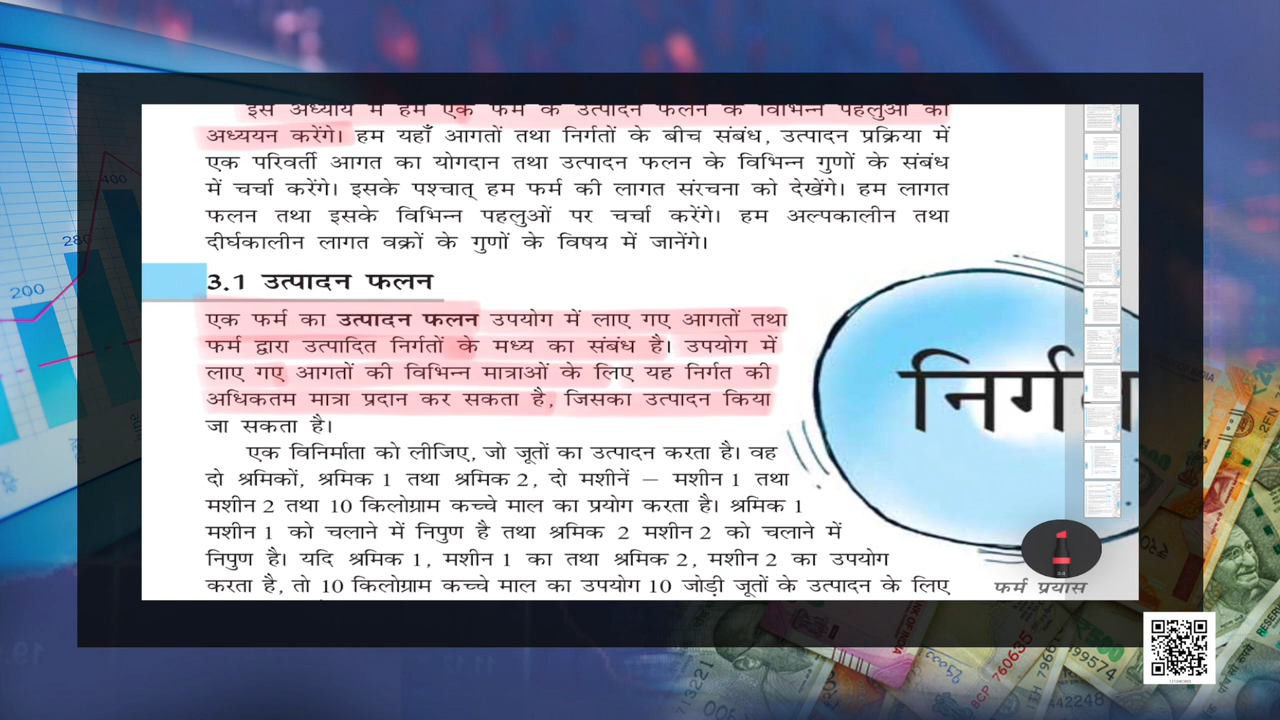 इस अध्याय में हम एक फर्म के उत्पादन फलन के विभिन्न पहलुओं का
अध्ययन करेंगे। हम यहाँ आगतों तथा निर्गतों के बीच संबंध, उत्पादन प्रक्रिया में
एक परिवर्ती आगत का योगदान तथा उत्पादन फलन के विभिन्न गुणों के संबंध
में चर्चा करेंगे। इसके पश्चात् हम फर्म की लागत संरचना को देखेंगे। हम लागत
फलन तथा इसके विभिन्न पहलुओं पर चर्चा करेंगे। हम अल्पकालीन तथा
दीर्घकालीन लागत वक्रों के गुणों के विषय में जानेंगे।
3.1 उत्पादन फलन
एक फर्म का उत्पादन फलन उपयोग में लाए गए आगतों तथा
फर्म द्वारा उत्पादित निर्गतों के मध्य का संबंध है। उपयोग में
लाए गए आगतों की विभिन्न मात्राओं के लिए यह निर्गत की
अधिकतम मात्रा प्रदान कर सकता है, जिसका उत्पादन किया
जा सकता है।
एक विनिर्माता को लीजिए, जो जूतों का उत्पादन करता है। वह
दो श्रमिकों, श्रमिक 1 तथा श्रमिक 2, दो मशीनें – मशीन 1 तथा
मशीन 2 तथा 10 किलोग्राम कच्चे माल का प्रयोग करता है। श्रमिक 1
मशीन 1 को चलाने में निपुण है तथा श्रमिक 2 मशीन 2 को चलाने में
निपुण है। यदि श्रमिक 1, मशीन 1 का तथा श्रमिक 2, मशीन 2 का उपयोग
करता है, तो 10 किलोग्राम कच्चे माल का उपयोग 10 जोड़ी जूतों के उत्पादन के लिए
फर्म प्रयास
200
280
400
760635
99574
442248